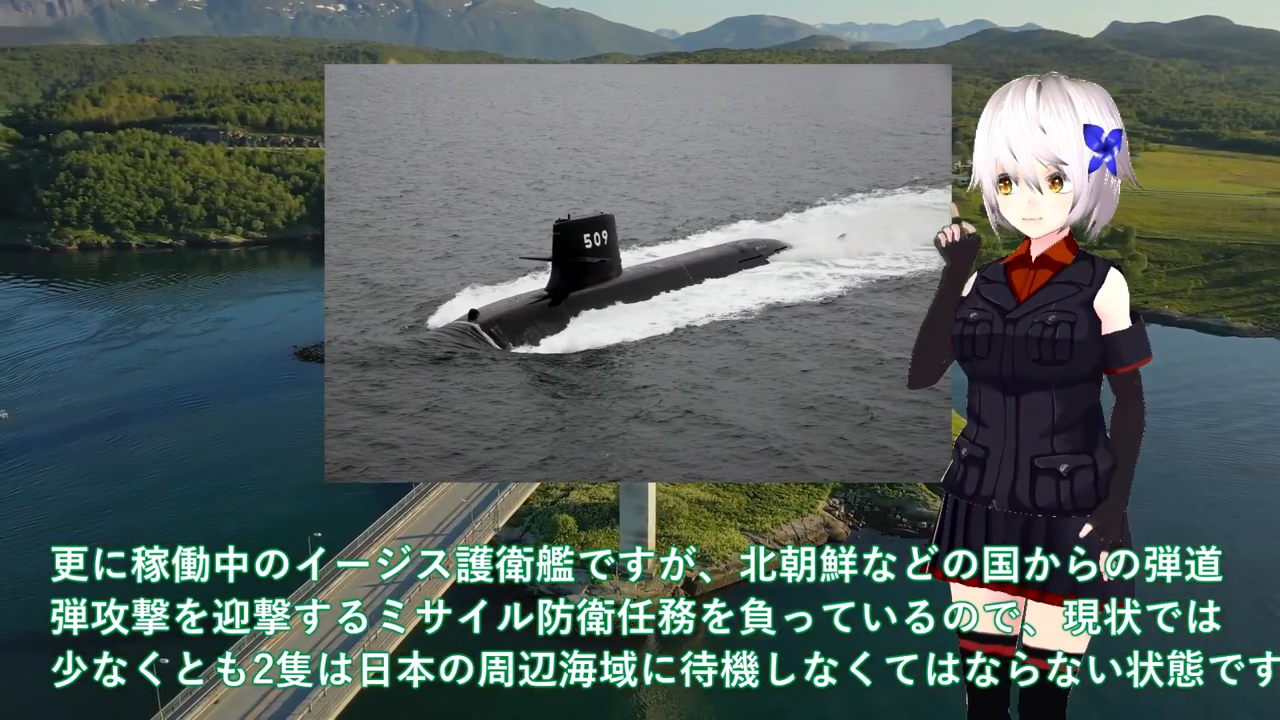 509
更に稼働中のイージス護衛艦ですが、北朝鮮などの国からの弾道
弾攻撃を迎撃するミサイル防衛任務を負っているので、現状では
少なくとも2隻は日本の周辺海域に待機しなくてはならない状態です